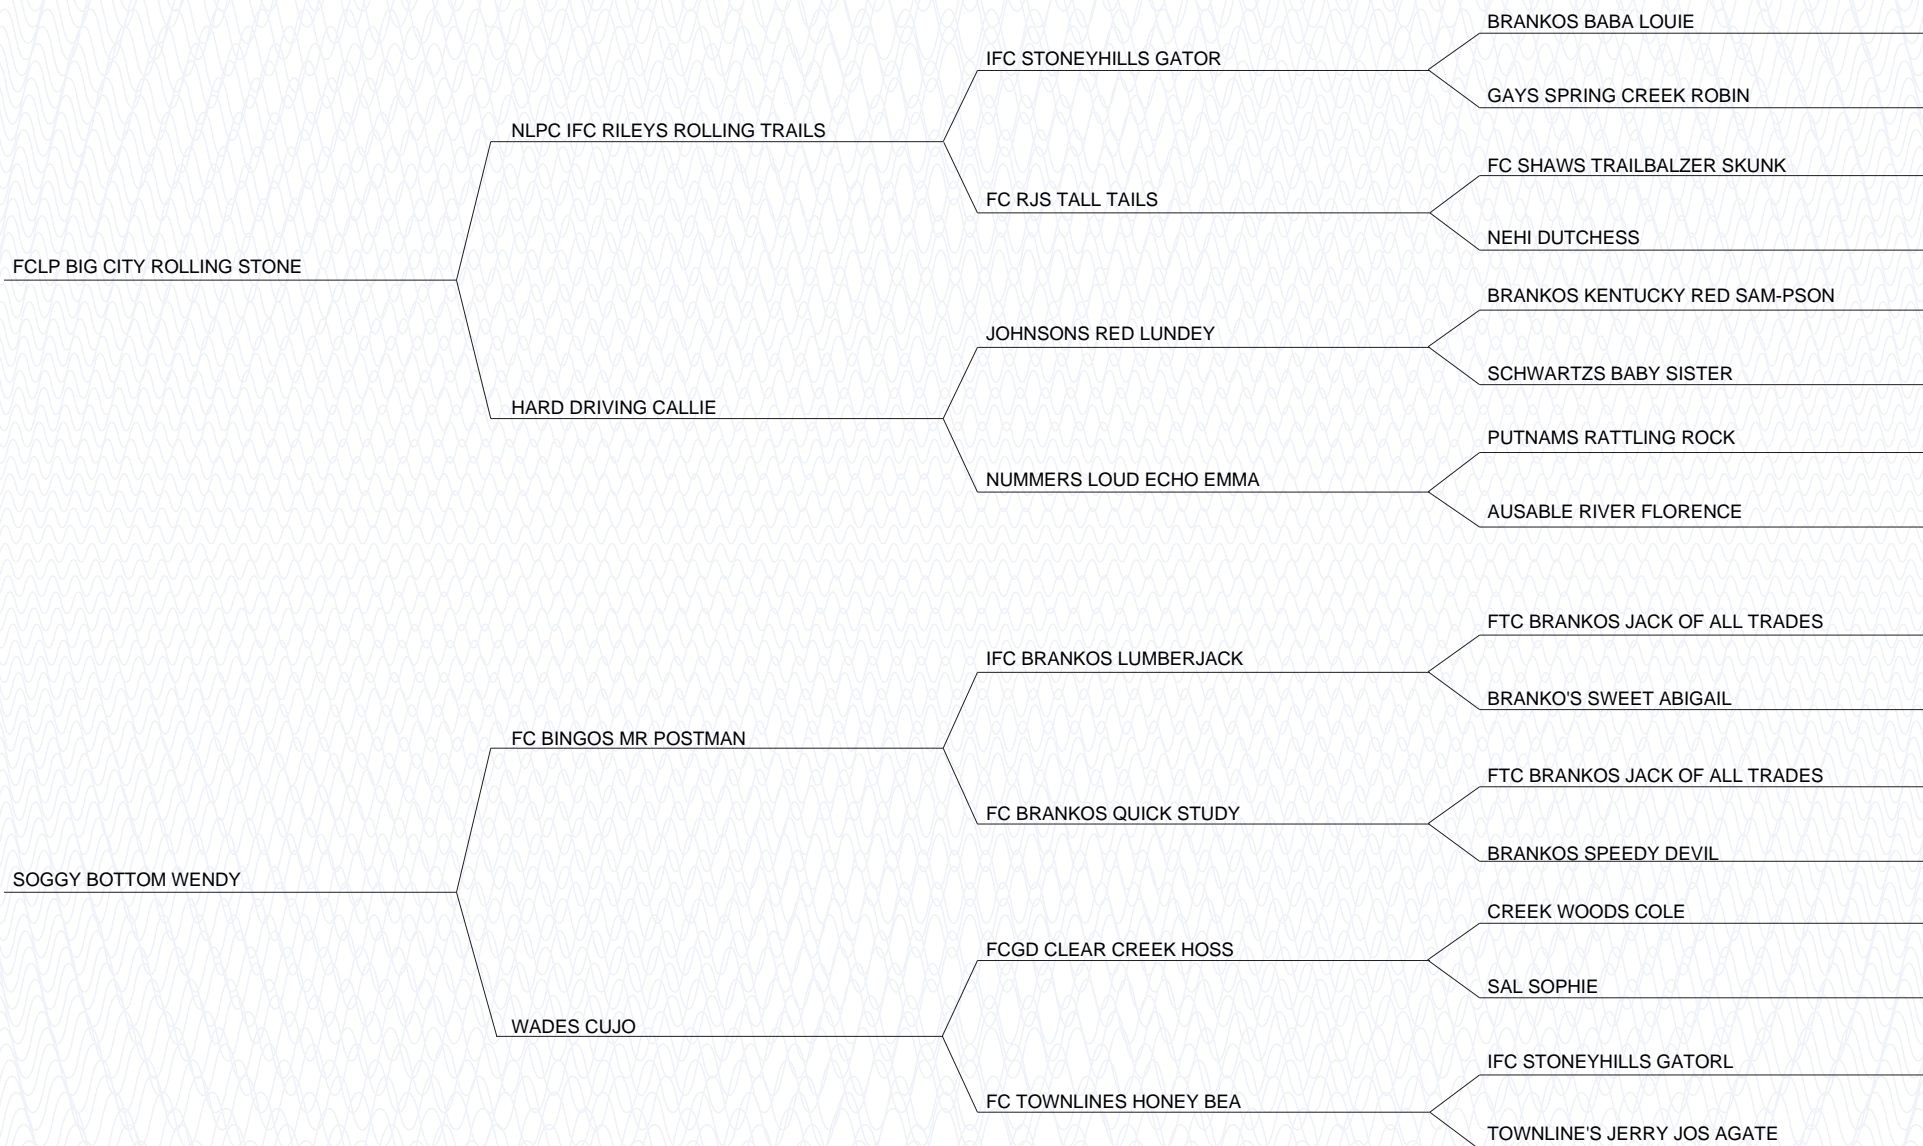 BRANKOS BABA LOUIE
IFC STONEYHILLS GATOR
GAYS SPRING CREEK ROBIN
NLPC IFC RILEYS ROLLING TRAILS
FC SHAWS TRAILBALZER SKUNK
FC RJS TALL TAILS
NEHI DUTCHESS
FCLP BIG CITY ROLLING STONE
BRANKOS KENTUCKY RED SAM-PSON
JOHNSONS RED LUNDEY
SCHWARTZS BABY SISTER
HARD DRIVING CALLIE
PUTNAMS RATTLING ROCK
NUMMERS LOUD ECHO EMMA
AUSABLE RIVER FLORENCE
FTC BRANKOS JACK OF ALL TRADES
IFC BRANKOS LUMBERJACK
BRANKO'S SWEET ABIGAIL
FC BINGOS MR POSTMAN
FTC BRANKOS JACK OF ALL TRADES
FC BRANKOS QUICK STUDY
BRANKOS SPEEDY DEVIL
SOGGY BOTTOM WENDY
CREEK WOODS COLE
FCGD CLEAR CREEK HOSS
SAL SOPHIE
WADES CUJO
IFC STONEYHILLS GATORL
FC TOWNLINES HONEY BEA
TOWNLINE'S JERRY JOS AGATE